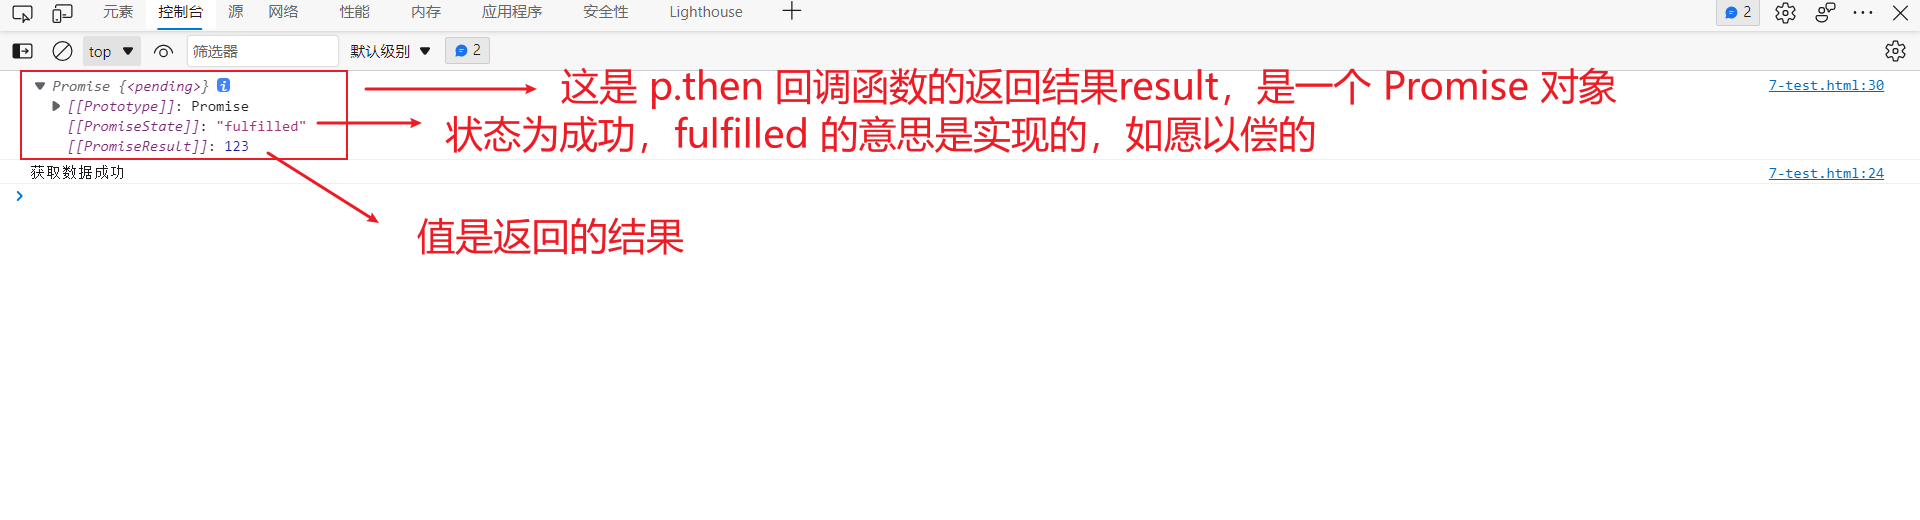 元素 控制台 源 网络 性能 内存 应用程序 安全性 Lighthouse 2
top 筛选器 默认级别 2
Promise {<pending>} i 这是 p.then 回调函数的返回结果result，是一个 Promise 对象 7-test.html:30
[[Prototype]]: Promise
[[PromiseState]]: "fulfilled" 状态为成功，fulfilled 的意思是实现的，如愿以偿的
[[PromiseResult]]: 123
获取数据成功 7-test.html:24
值是返回的结果